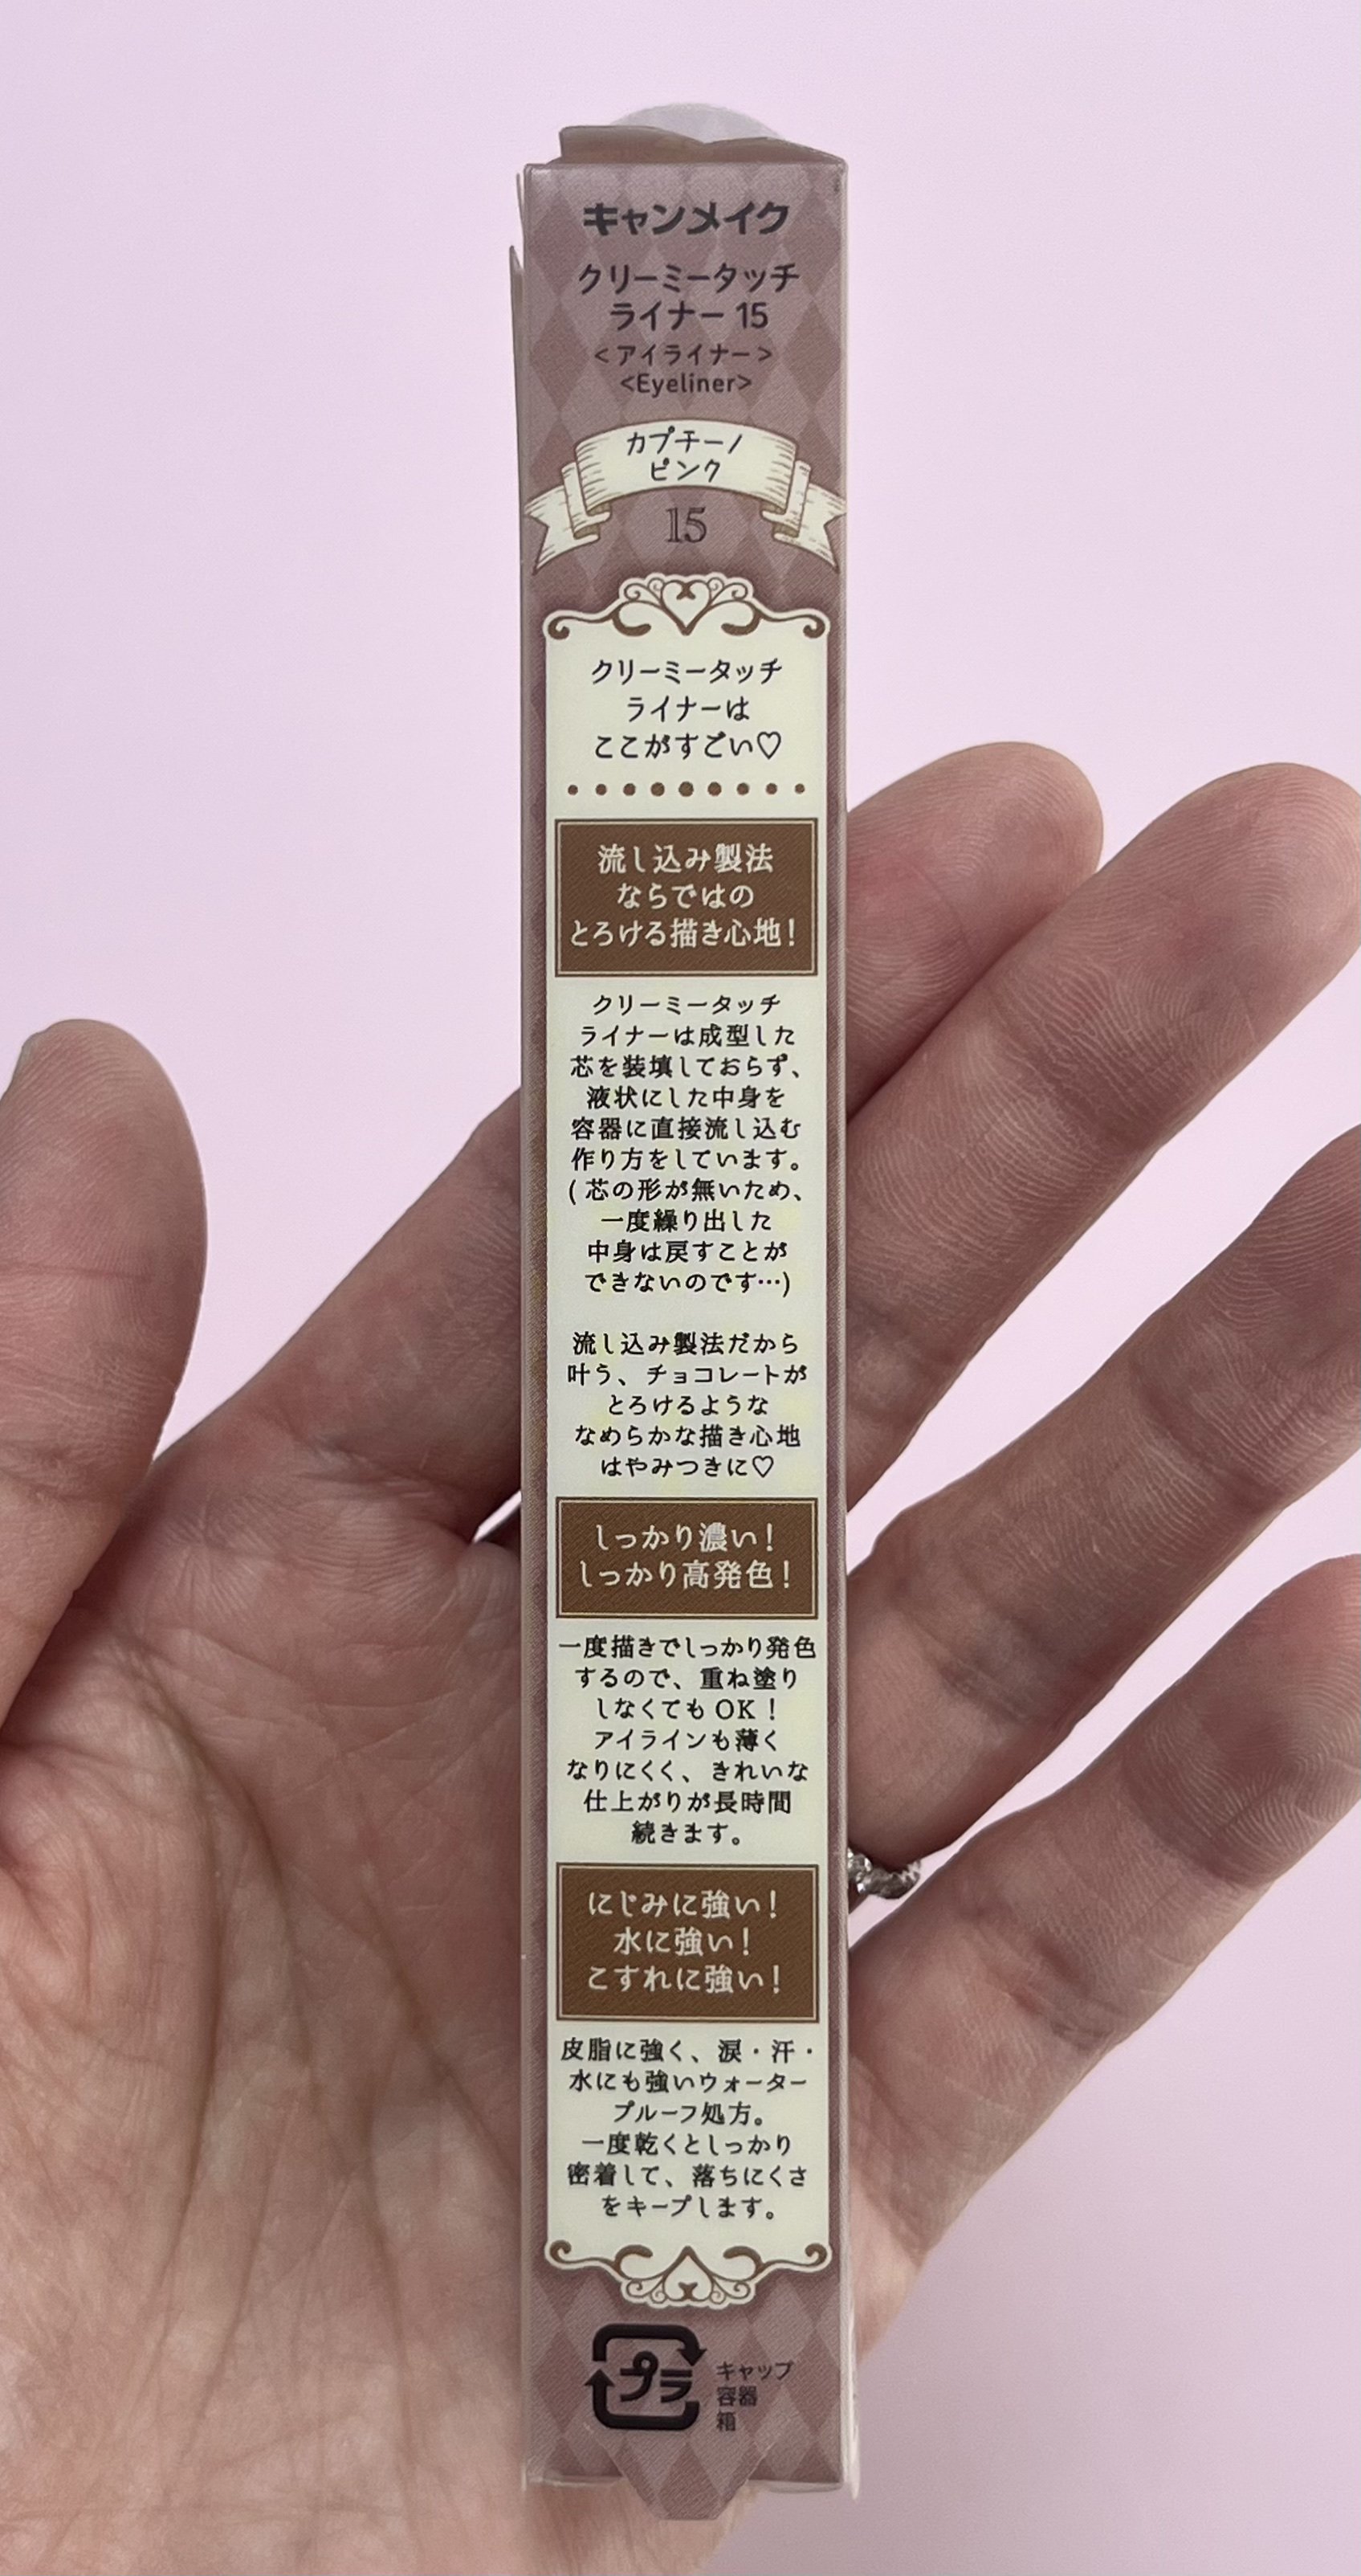 キャンメイク
クリーミータッチ
ライナー 15
<アイライナー>
<Eyeliner>
カプチーノ
ピンク
15
クリーミータッチ
ライナーは
ここがすごい♡
流し込み製法
ならではの
とろける描き心地！
クリーミータッチ
ライナーは成型した
芯を装填しておらず、
液状にした中身を
容器に直接流し込む
作り方をしています。
(芯の形が無いため、
一度繰り出した
中身は戻すことが
できないのです…)
流し込み製法だから
叶う、チョコレートが
とろけるような
なめらかな描き心地
はやみつきに♡
しっかり濃い！
しっかり高発色！
一度描きでしっかり発色
するので、重ね塗り
しなくてもOK！
アイラインも薄く
なりにくく、きれいな
仕上がりが長時間
続きます。
にじみに強い！
水に強い！
こすれに強い！
皮脂に強く、涙・汗・
水にも強いウォーター
プルーフ処方。
一度乾くとしっかり
密着して、落ちにくさ
をキープします。
プラ
キャップ
容器
箱